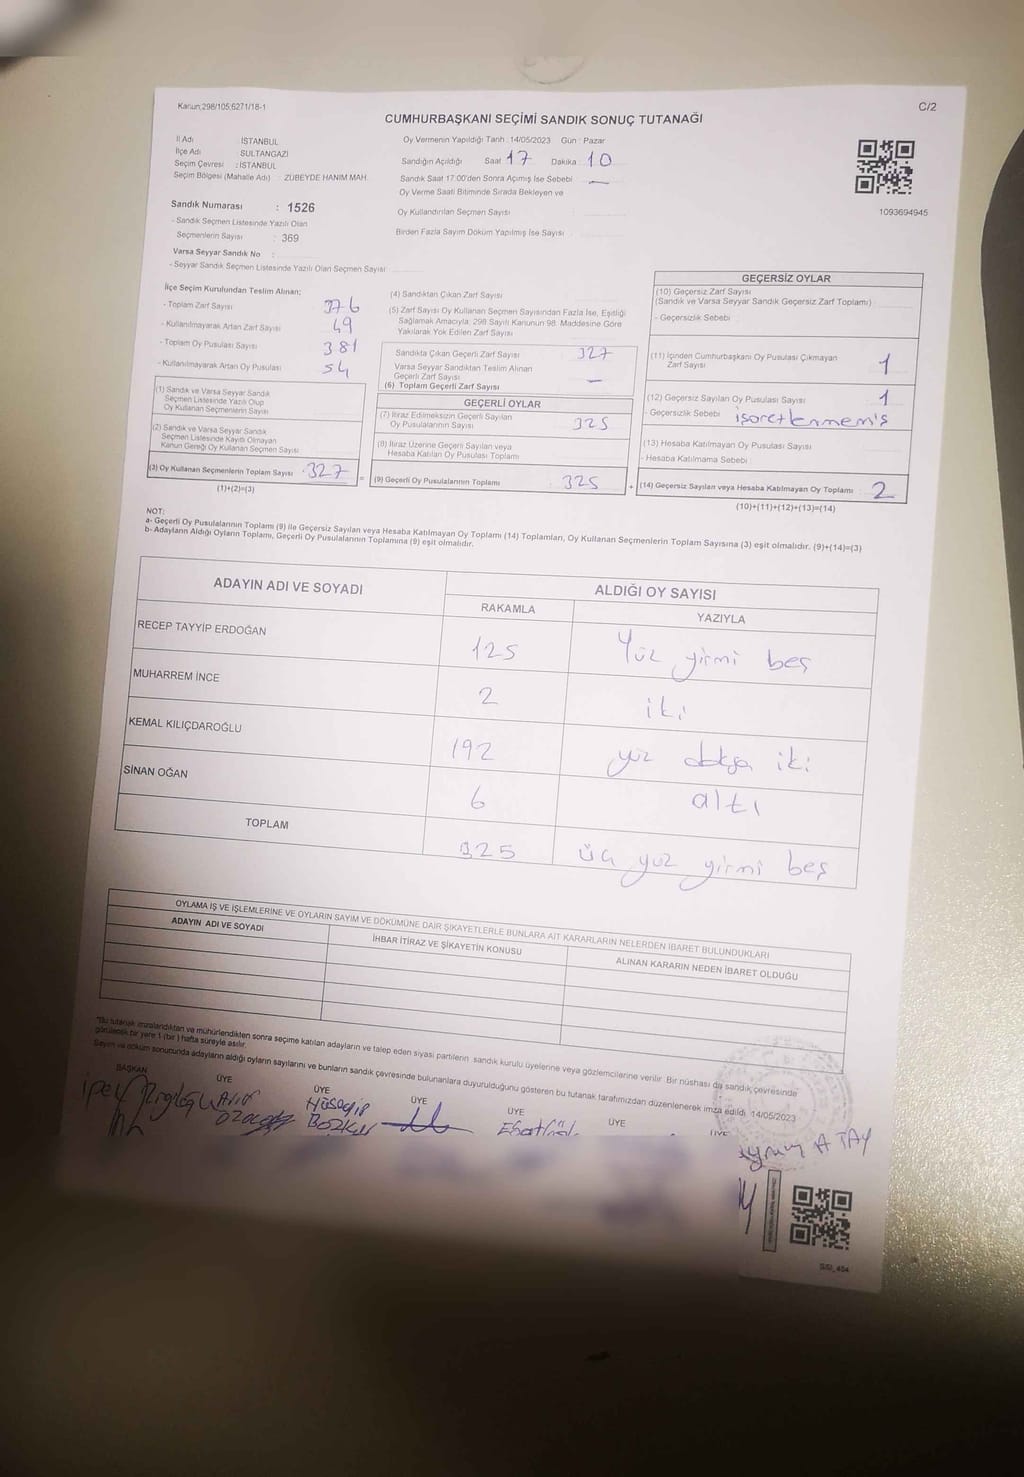 Kanun;298/105;6271/18-1
C/2
CUMHURBAŞKANI SEÇİMİ SANDIK SONUÇ TUTANAĞI
İl Adı : İSTANBUL
İlçe Adı : SULTANGAZİ
Seçim Çevresi : İSTANBUL
Seçim Bölgesi (Mahalle Adı) : ZÜBEYDE HANIM MAH.
Oy Vermenin Yapıldığı Tarih : 14/05/2023 Gün : Pazar
Sandığın Açıldığı Saat 17 Dakika 10
Sandık Saat 17:00'den Sonra Açımış İse Sebebi —
Oy Verme Saati Bitiminde Sırada Bekleyen ve
Oy Kullandırılan Seçmen Sayısı :
Birden Fazla Sayım Döküm Yapılmış İse Sayısı :
1093694945
Sandık Numarası : 1526
- Sandık Seçmen Listesinde Yazılı Olan
Seçmenlerin Sayısı : 369
Varsa Seyyar Sandık No :
- Seyyar Sandık Seçmen Listesinde Yazılı Olan Seçmen Sayısı
İlçe Seçim Kurulundan Teslim Alınan;
- Toplam Zarf Sayısı 376
- Kullanılmayarak Artan Zarf Sayısı 49
- Toplam Oy Pusulası Sayısı 381
- Kullanılmayarak Artan Oy Pusulası 54
(1) Sandık ve Varsa Seyyar Sandık
Seçmen Listesinde Yazılı Olup
Oy Kullanan Seçmenlerin Sayısı
(2) Sandık ve Varsa Seyyar Sandık
Seçmen Listesinde Kayıtlı Olmayan
Kanun Gereği Oy Kullanan Seçmen Sayısı
(3) Oy Kullanan Seçmenlerin Toplam Sayısı : 327
(1)+(2)=(3)
(4) Sandıktan Çıkan Zarf Sayısı
(5) Zarf Sayısı Oy Kullanan Seçmen Sayısından Fazla İse, Eşitliği
Sağlamak Amacıyla; 298 Sayılı Kanunun 98. Maddesine Göre
Yakılarak Yok Edilen Zarf Sayısı
Sandıkta Çıkan Geçerli Zarf Sayısı : 327
Varsa Seyyar Sandıktan Teslim Alınan
Geçerli Zarf Sayısı —
(6) Toplam Geçerli Zarf Sayısı
GEÇERLİ OYLAR
(7) İtiraz Edilmeksizin Geçerli Sayılan
Oy Pusulalarının Sayısı 325
(8) İtiraz Üzerine Geçerli Sayılan veya
Hesaba Katılan Oy Pusulası Toplamı
= (9) Geçerli Oy Pusulalarının Toplamı 325
GEÇERSİZ OYLAR
(10) Geçersiz Zarf Sayısı
(Sandık ve Varsa Seyyar Sandık Geçersiz Zarf Toplamı)
- Geçersizlik Sebebi :
(11) İçinden Cumhurbaşkanı Oy Pusulası Çıkmayan
Zarf Sayısı 1
(12) Geçersiz Sayılan Oy Pusulası Sayısı 1
- Geçersizlik Sebebi : işaretlenmemiş
(13) Hesaba Katılmayan Oy Pusulası Sayısı
- Hesaba Katılmama Sebebi :
+ (14) Geçersiz Sayılan veya Hesaba Katılmayan Oy Toplamı : 2
(10)+(11)+(12)+(13)=(14)
NOT:
a- Geçerli Oy Pusulalarının Toplamı (9) ile Geçersiz Sayılan veya Hesaba Katılmayan Oy Toplamı (14) Toplamları, Oy Kullanan Seçmenlerin Toplam Sayısına (3) eşit olmalıdır. (9)+(14)=(3)
b- Adayların Aldığı Oyların Toplamı, Geçerli Oy Pusulalarının Toplamına (9) eşit olmalıdır.
ADAYIN ADI VE SOYADI ALDIĞI OY SAYISI
RAKAMLA YAZIYLA
RECEP TAYYİP ERDOĞAN 125 Yüz yirmi beş
MUHARREM İNCE 2 iki
KEMAL KILIÇDAROĞLU 192 yüz doksan iki
SİNAN OĞAN 6 altı
TOPLAM 325 üç yüz yirmi beş
OYLAMA İŞ VE İŞLEMLERİNE VE OYLARIN SAYIM VE DÖKÜMÜNE DAİR ŞİKAYETLERLE BUNLARA AİT KARARLARIN NELERDEN İBARET BULUNDUKLARI
ADAYIN ADI VE SOYADI İHBAR İTİRAZ VE ŞİKAYETİN KONUSU ALINAN KARARIN NEDEN İBARET OLDUĞU
*Bu tutanak imzalandıktan ve mühürlendikten sonra seçime katılan adayların ve talep eden siyasi partilerin sandık kurulu üyelerine veya gözlemcilerine verilir. Bir nüshası da sandık çevresinde
görülecek bir yere 1 (bir) hafta süreyle asılır.
Sayım ve döküm sonucunda adayların aldığı oyların sayılarını ve bunların sandık çevresinde bulunanlara duyurulduğunu gösteren bu tutanak tarafımızdan düzenlenerek imza edildi. 14/05/2023
BAŞKAN ÜYE ÜYE ÜYE ÜYE ÜYE ÜYE
ATAY